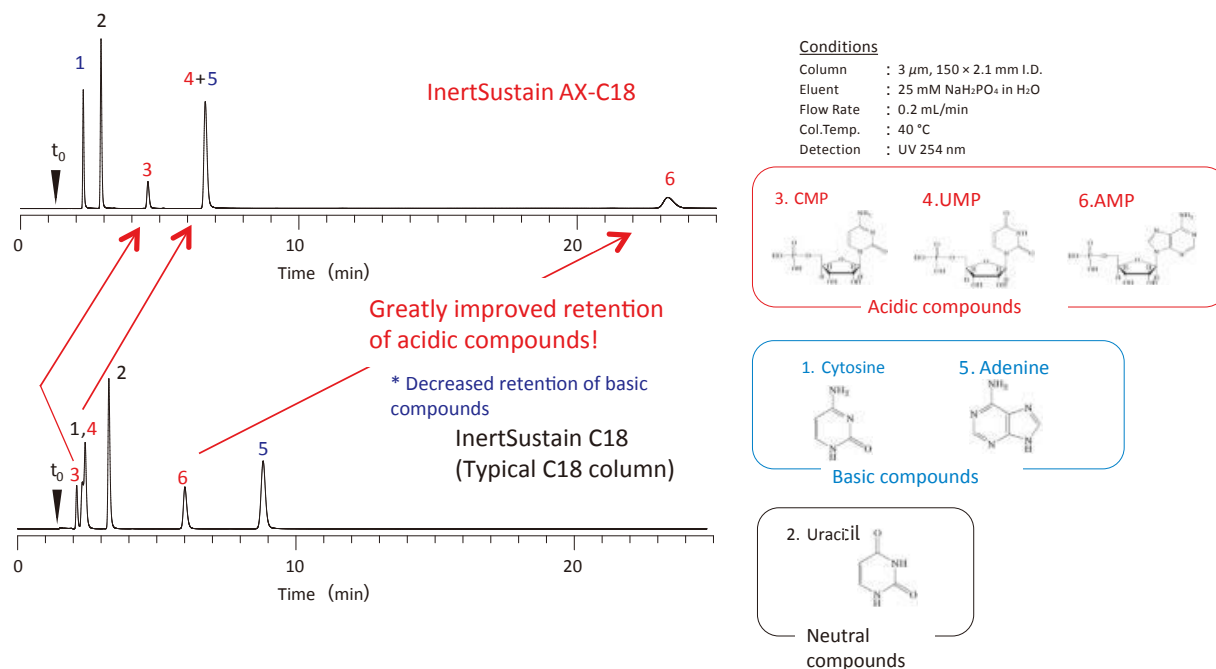 2
1
4+5
InertSustain AX-C18
t0
3
6
0
10
20
Time (min)
Greatly improved retention
of acidic compounds!
* Decreased retention of basic
compounds
2
1,4
InertSustain C18
(Typical C18 column)
5
t0
3
6
0
10
20
Time (min)
Conditions
Column : 3 μm, 150 × 2.1 mm I.D.
Eluent : 25 mM NaH₂PO₄ in H₂O
Flow Rate : 0.2 mL/min
Col.Temp. : 40 °C
Detection : UV 254 nm
3. CMP
4.UMP
6.AMP
Acidic compounds
1. Cytosine
5. Adenine
NH₂
N
O
N
H
NH₂
N
N
N
N
H
Basic compounds
2. Uracil
O
NH
O
N
H
Neutral
compounds